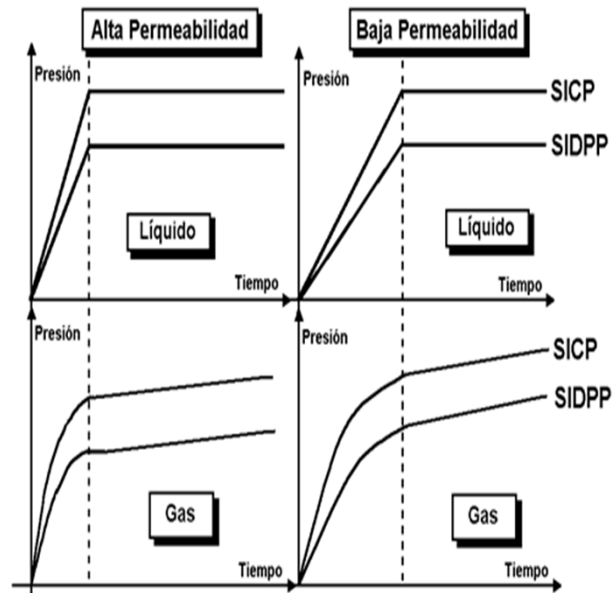 Alta Permeabilidad
Baja Permeabilidad
Presión
Presión
SICP
SIDPP
Líquido
Líquido
Tiempo
Tiempo
Presión
Presión
SICP
SIDPP
Gas
Gas
Tiempo
Tiempo